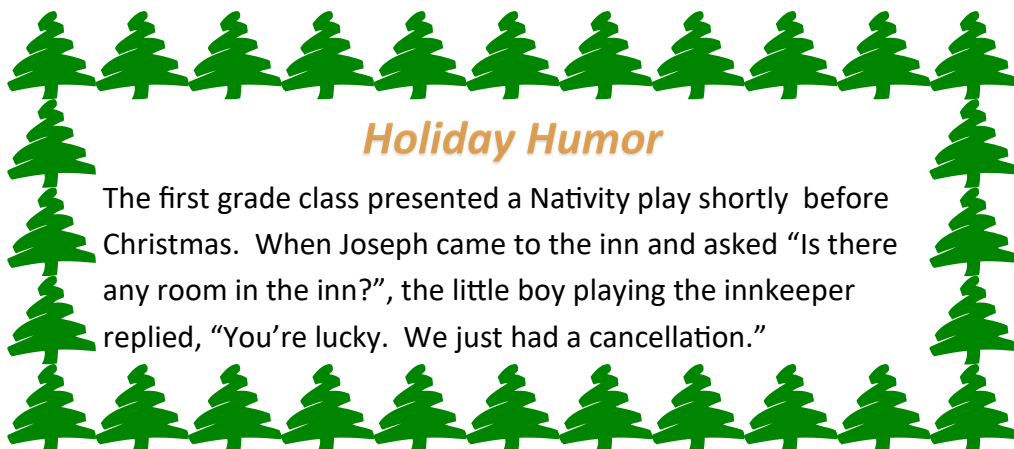 Holiday Humor
The first grade class presented a Nativity play shortly  before
Christmas.  When Joseph came to the inn and asked “Is there
any room in the inn?”, the little boy playing the innkeeper
replied, “You’re lucky.  We just had a cancellation.”